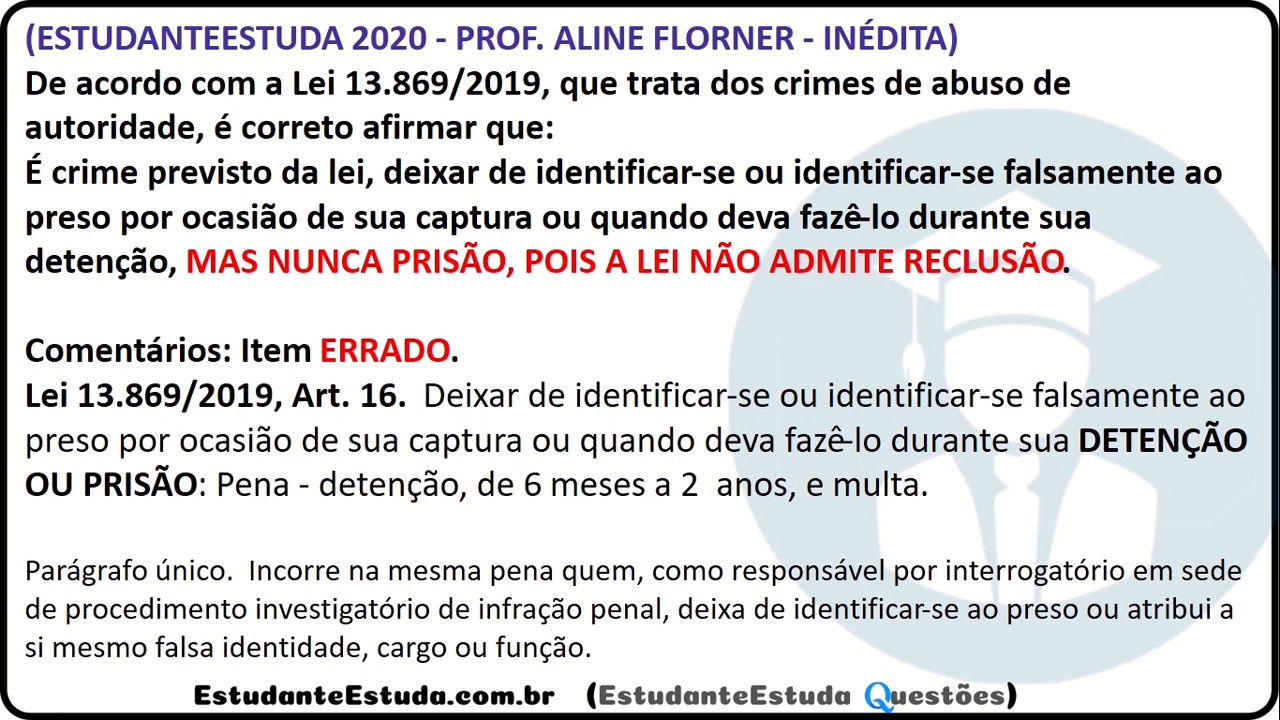 (ESTUDANTEESTUDA 2020 - PROF. ALINE FLORNER - INÉDITA)
De acordo com a Lei 13.869/2019, que trata dos crimes de abuso de
autoridade, é correto afirmar que:
É crime previsto da lei, deixar de identificar-se ou identificar-se falsamente ao
preso por ocasião de sua captura ou quando deva fazê-lo durante sua
detenção, MAS NUNCA PRISÃO, POIS A LEI NÃO ADMITE RECLUSÃO.
Comentários: Item ERRADO.
Lei 13.869/2019, Art. 16. Deixar de identificar-se ou identificar-se falsamente ao
preso por ocasião de sua captura ou quando deva fazê-lo durante sua DETENÇÃO
OU PRISÃO: Pena - detenção, de 6 meses a 2 anos, e multa.
Parágrafo único. Incorre na mesma pena quem, como responsável por interrogatório em sede
de procedimento investigatório de infração penal, deixa de identificar-se ao preso ou atribui a
si mesmo falsa identidade, cargo ou função.
EstudanteEstuda.com.br (EstudanteEstuda Questões)